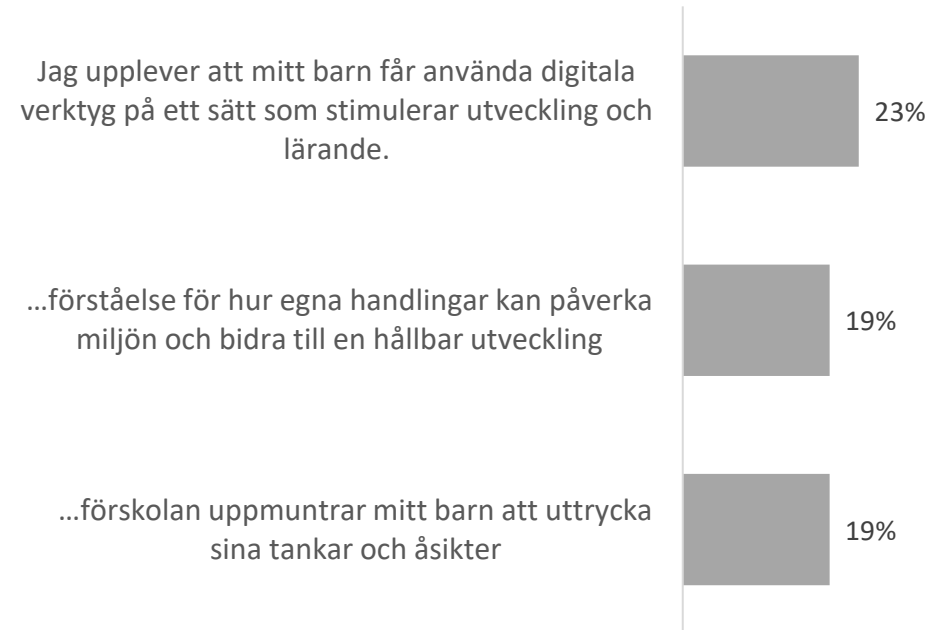 Jag upplever att mitt barn får använda digitala
verktyg på ett sätt som stimulerar utveckling och
lärande.
23%
…förståelse för hur egna handlingar kan påverka
miljön och bidra till en hållbar utveckling
19%
…förskolan uppmuntrar mitt barn att uttrycka
sina tankar och åsikter
19%